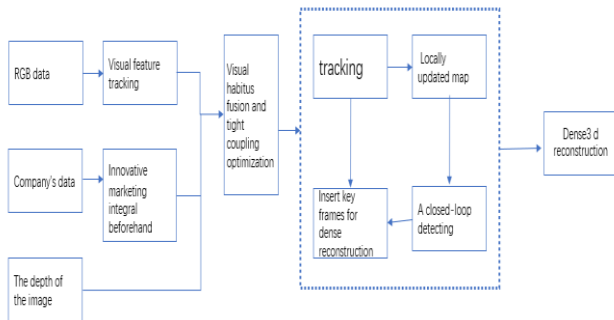 RGB data
Visual feature
tracking
Visual
habitus
fusion and
tight
coupling
optimization
tracking
Locally
updated map
Dense3 d
reconstruction
Company's data
Innovative
marketing
integral
beforehand
Insert key
frames for
dense
reconstruction
A closed-loop
detecting
The depth of
the image